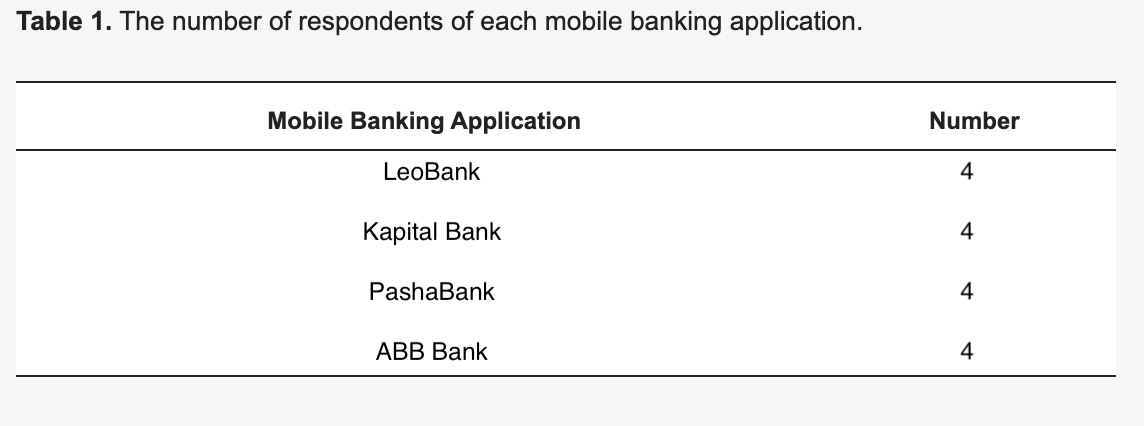 Table 1. The number of respondents of each mobile banking application.
Mobile Banking Application Number
LeoBank 4
Kapital Bank 4
PashaBank 4
ABB Bank 4